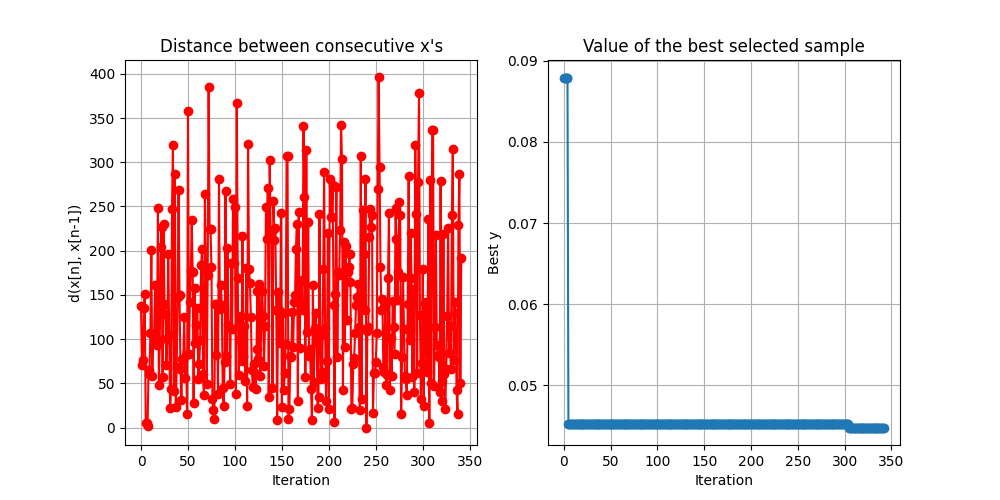 Distance between consecutive x's
400
350
300
250
200
150
100
50
0
d(x[n], x[n-1])
0 50 100 150 200 250 300 350
Iteration
Value of the best selected sample
0.09
0.08
0.07
0.06
0.05
Best y
0 50 100 150 200 250 300 350
Iteration